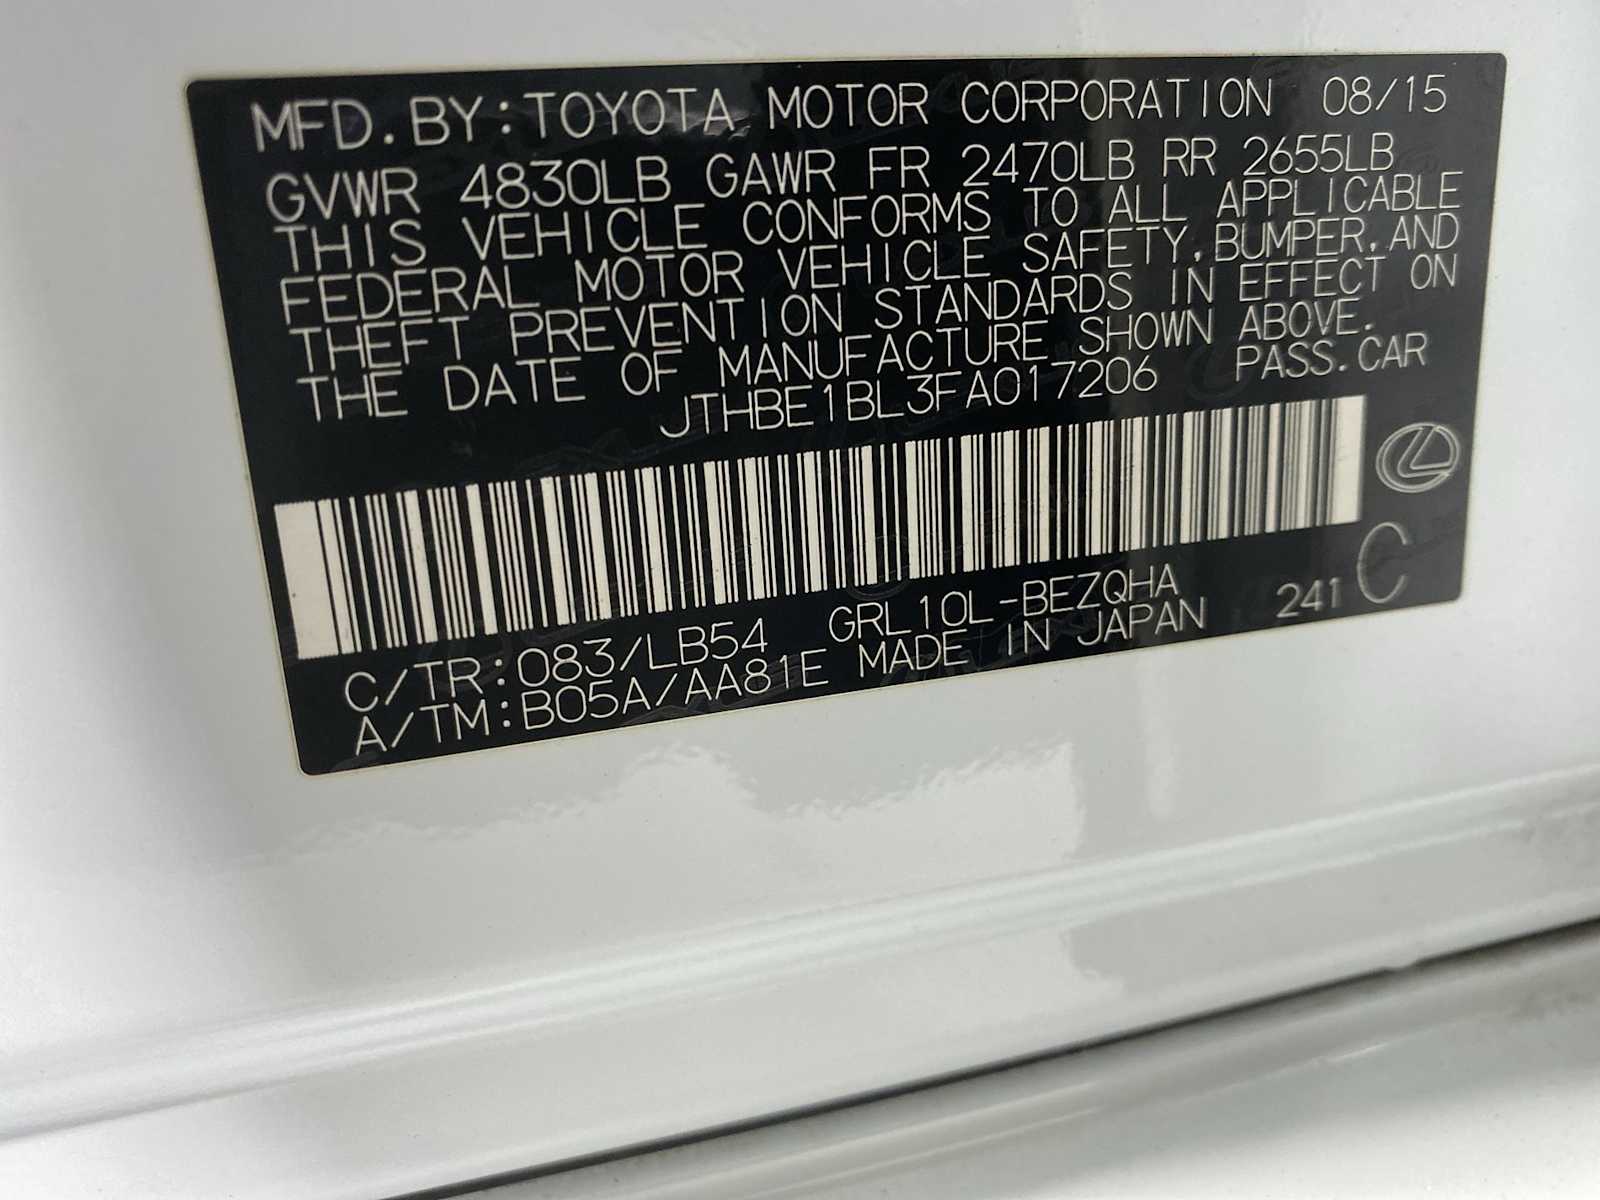 MFD. BY: TOYOTA MOTOR CORPORATION 08/15
GVWR 4830LB GAWR FR 2470LB RR 2655LB
THIS VEHICLE CONFORMS TO ALL APPLICABLE
FEDERAL MOTOR VEHICLE SAFETY, BUMPER, AND
THEFT PREVENTION STANDARDS IN EFFECT ON
THE DATE OF MANUFACTURE SHOWN ABOVE.
JTHBE1BL3FA017206 PASS. CAR
C
C/TR: 083/LB54 GRL10L-BEZQHA 241
A/TM: B05A/AA81E MADE IN JAPAN